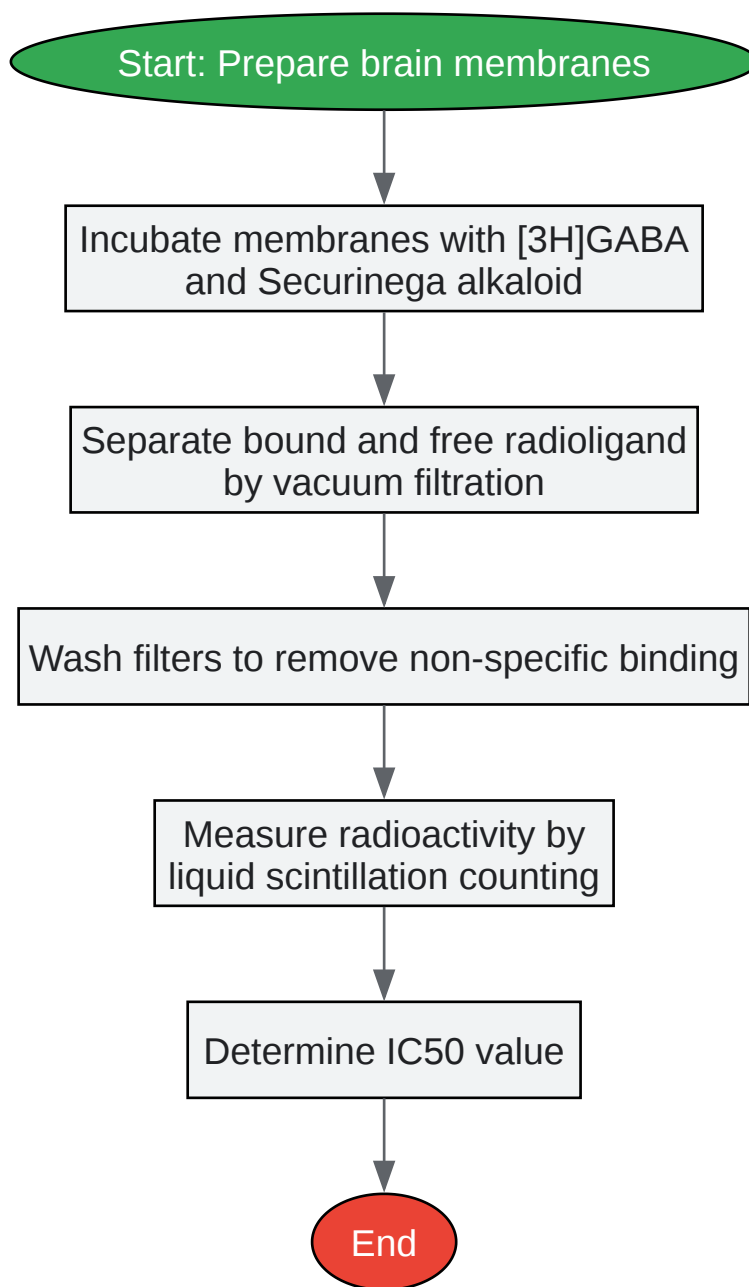 Start: Prepare brain membranes
Incubate membranes with [3H]GABA
and Securinega alkaloid
Separate bound and free radioligand
by vacuum filtration
Wash filters to remove non-specific binding
Measure radioactivity by
liquid scintillation counting
Determine IC50 value
End